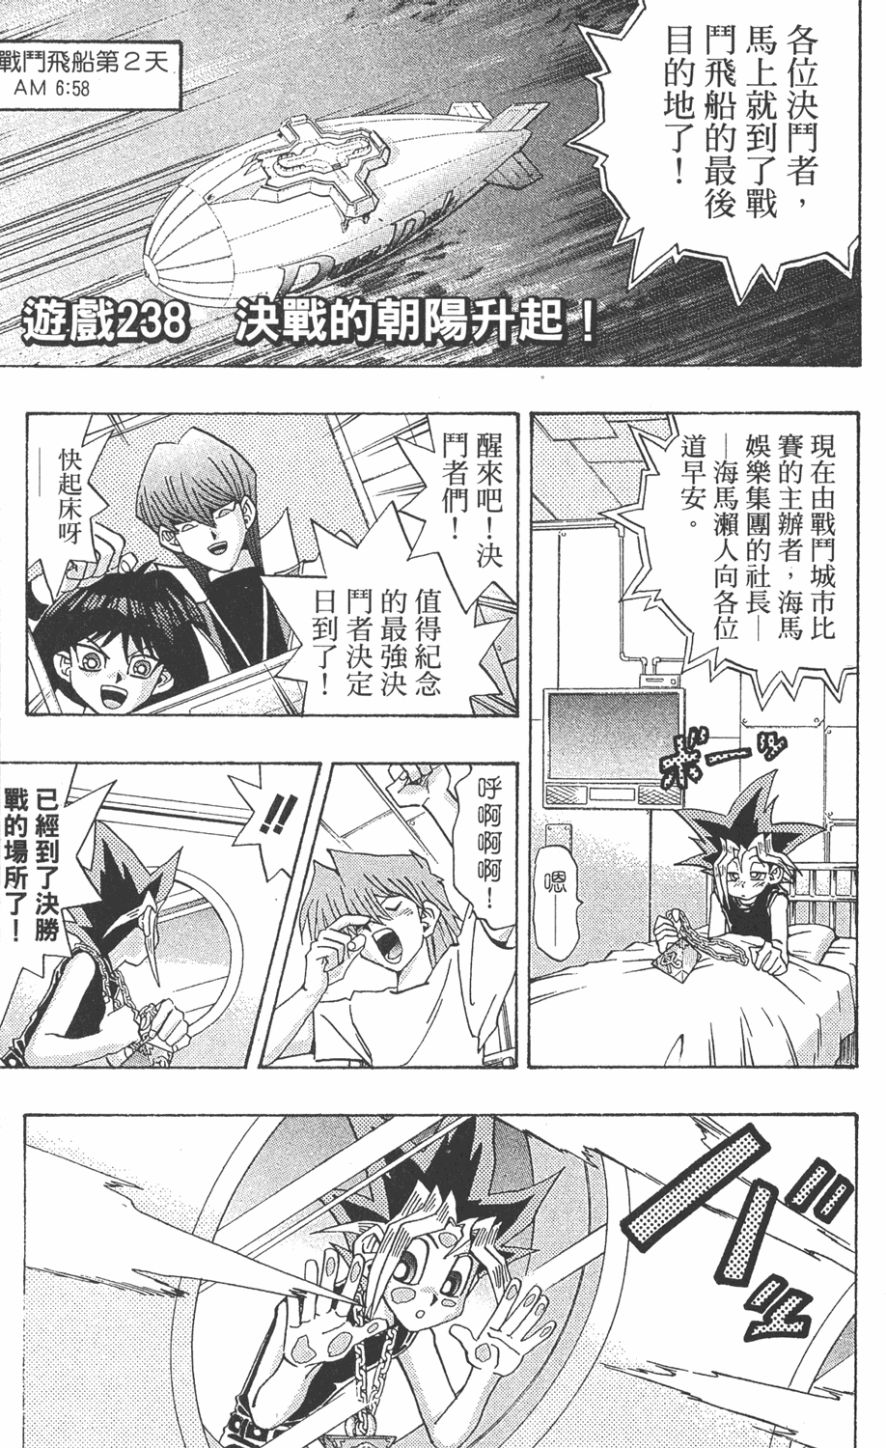 各位決鬥者，
馬上就到了戰
鬥飛船的最後
目的地了！
戰鬥飛船第2天
AM 6:58
遊戲238　決戰的朝陽升起！
現在由戰鬥城市比
賽的主辦者，海馬
娛樂集團的社長—
—海馬瀨人向各位
道早安。
ボーッ
嗯——
醒來吧！決
鬥者們！
值得紀念
的最強決
鬥者決定
日到了！
快起床呀
——
呼啊啊啊！
!!
已經到了決勝
戰的場所了！